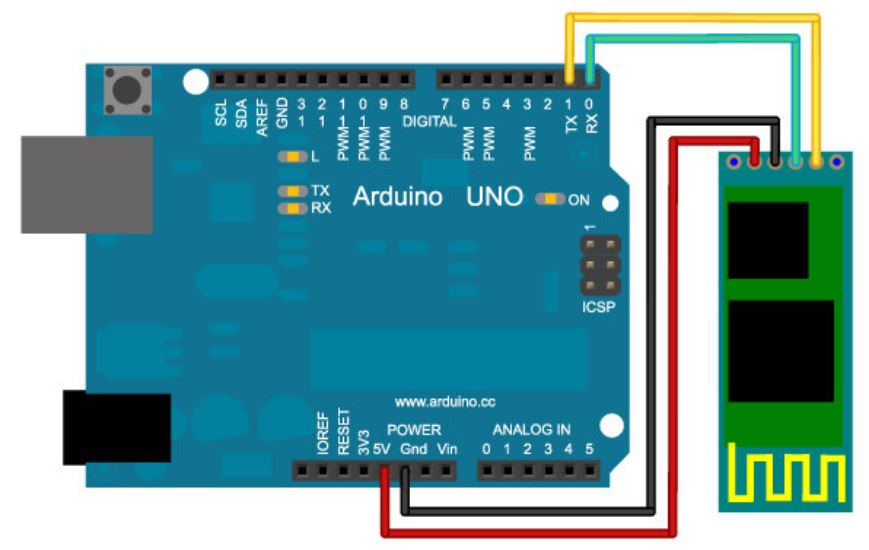 SCL
SDA
AREF
GND
13
12
PWM 11
PWM 10
PWM 9
8
7
PWM 6
PWM 5
4
PWM 3
2
TX 1
RX 0
DIGITAL
L
TX
RX
Arduino UNO
ON
1
ICSP
www.arduino.cc
POWER
ANALOG IN
IOREF
RESET
3V3
5V Gnd Vin
0 1 2 3 4 5